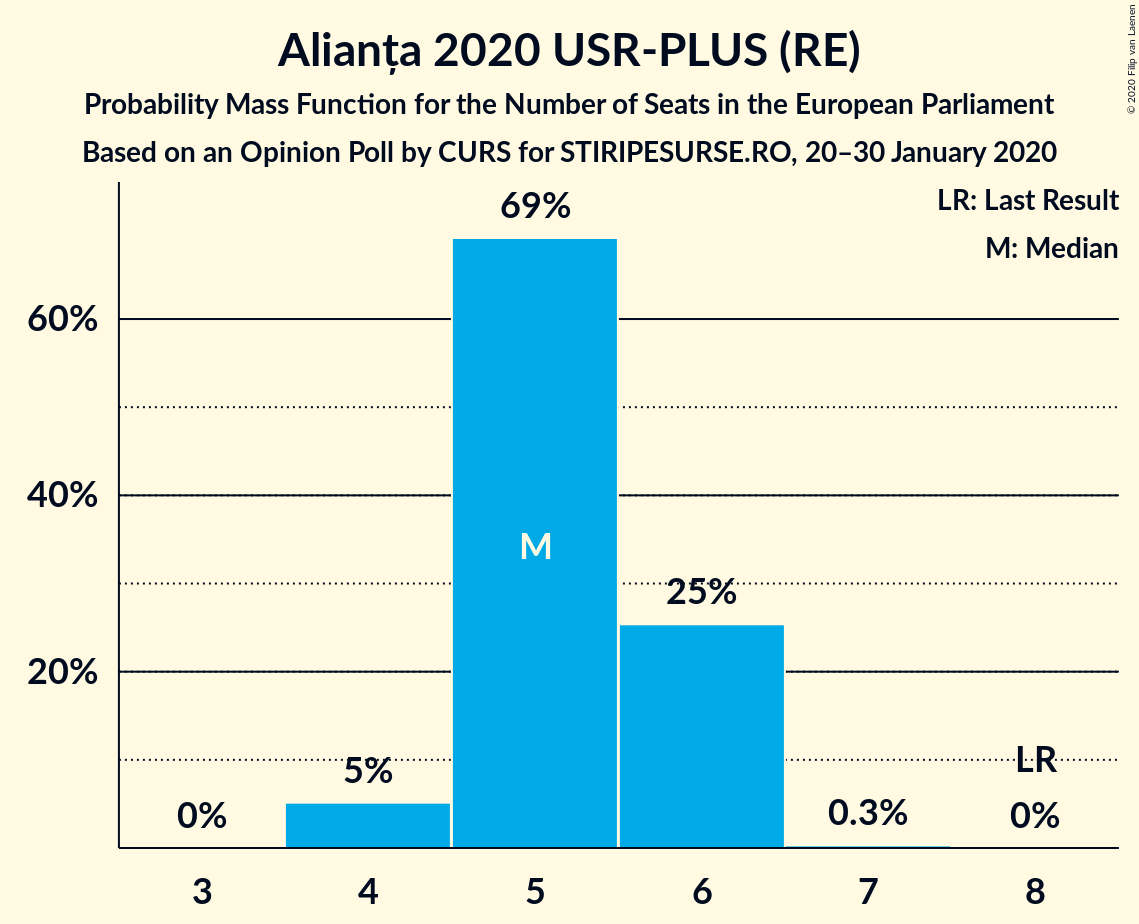 Alianța 2020 USR-PLUS (RE)
Probability Mass Function for the Number of Seats in the European Parliament
Based on an Opinion Poll by CURS for STIRIPESURSE.RO, 20–30 January 2020
© 2020 Filip van Laenen
LR: Last Result
M: Median
69%
60%
40%
M
25%
20%
5%
LR
0%
0.3%
0%
3 4 5 6 7 8